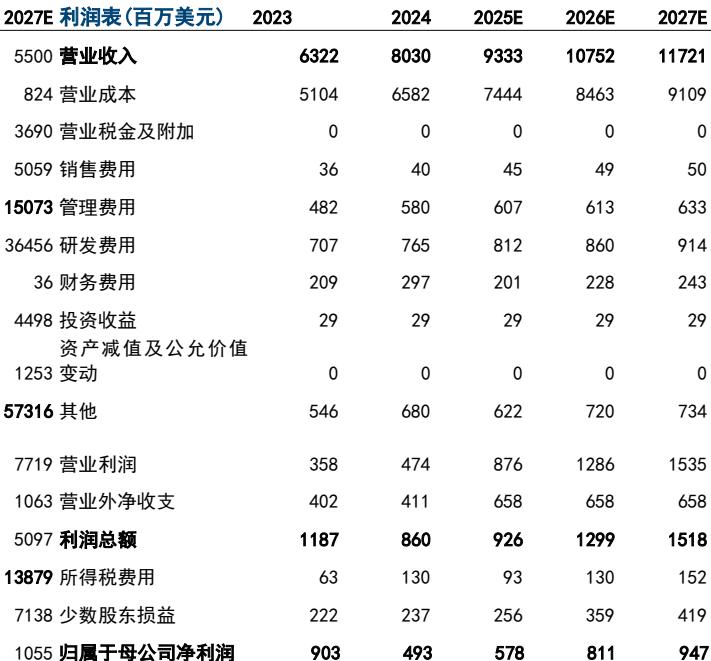 2027E 利润表(百万美元) 2023 2024 2025E 2026E 2027E
5500 营业收入 6322 8030 9333 10752 11721
824 营业成本 5104 6582 7444 8463 9109
3690 营业税金及附加 0 0 0 0 0
5059 销售费用 36 40 45 49 50
15073 管理费用 482 580 607 613 633
36456 研发费用 707 765 812 860 914
36 财务费用 209 297 201 228 243
4498 投资收益 29 29 29 29 29
资产减值及公允价值
1253 变动 0 0 0 0 0
57316 其他 546 680 622 720 734
7719 营业利润 358 474 876 1286 1535
1063 营业外净收支 402 411 658 658 658
5097 利润总额 1187 860 926 1299 1518
13879 所得税费用 63 130 93 130 152
7138 少数股东损益 222 237 256 359 419
1055 归属于母公司净利润 903 493 578 811 947